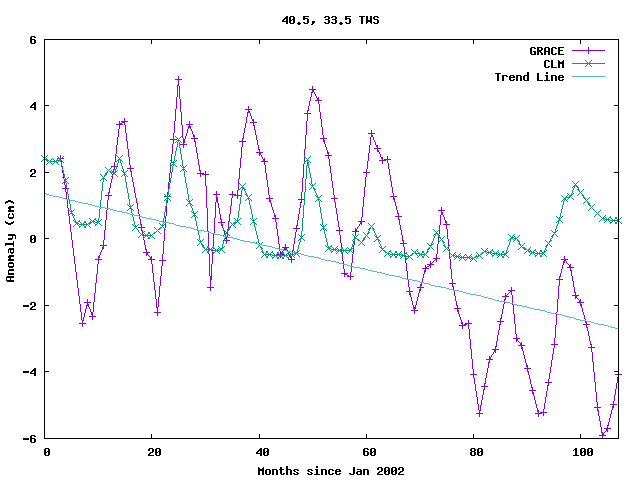 40.5, 33.5 TWS
GRACE
CLM
Trend Line
6
4
2
0
-2
-4
-6
Anomaly (cm)
0 20 40 60 80 100
Months since Jan 2002